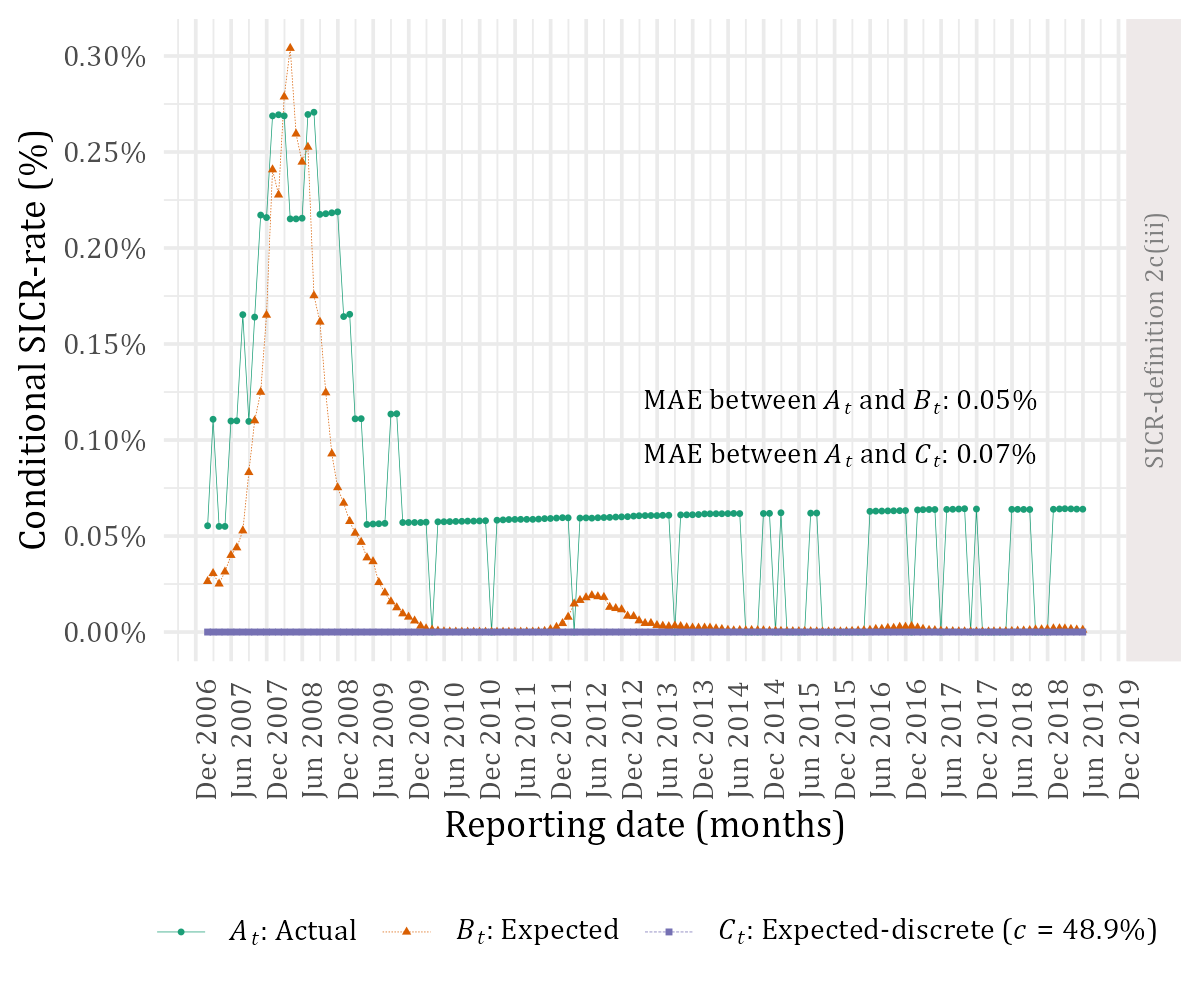 Conditional SICR-rate (%)
0.30%
0.25%
0.20%
0.15%
0.10%
0.05%
0.00%
MAE between A_t and B_t: 0.05%
MAE between A_t and C_t: 0.07%
SICR-definition 2c(iii)
Dec 2006
Jun 2007
Dec 2007
Jun 2008
Dec 2008
Jun 2009
Dec 2009
Jun 2010
Dec 2010
Jun 2011
Dec 2011
Jun 2012
Dec 2012
Jun 2013
Dec 2013
Jun 2014
Dec 2014
Jun 2015
Dec 2015
Jun 2016
Dec 2016
Jun 2017
Dec 2017
Jun 2018
Dec 2018
Jun 2019
Dec 2019
Reporting date (months)
A_t: Actual
B_t: Expected
C_t: Expected-discrete (c = 48.9%)